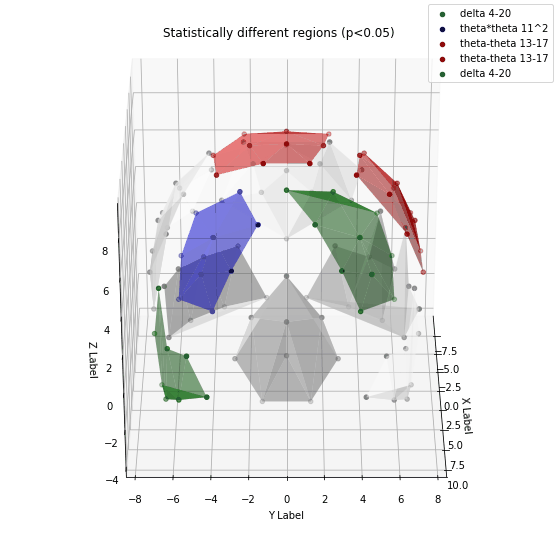 Statistically different regions (p<0.05)
delta 4-20
theta*theta 11^2
theta-theta 13-17
theta-theta 13-17
delta 4-20
8
6
4
2
0
−2
−4
Z Label
−8
−6
−4
−2
0
2
4
6
8
Y Label
−7.5
−5.0
−2.5
0.0
2.5
5.0
7.5
10.0
X Label